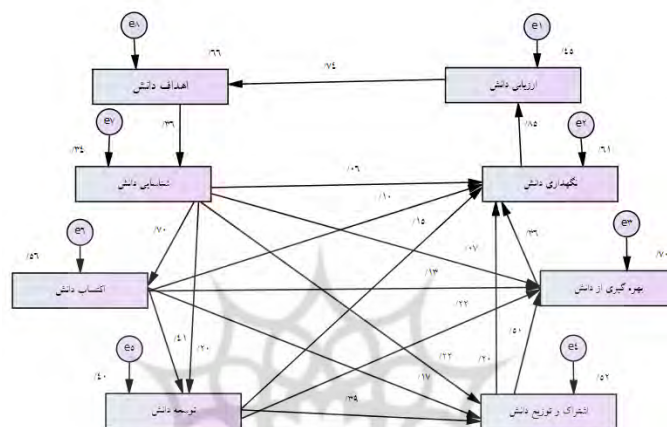 e۸
e۱
/۶۶
/۴۵
/۷۴
اهداف دانش
ارزیابی دانش
e۷
/۳۶
/۸۵
e۲
/۳۴
/۶۱
شناسایی دانش
/۰۶
نگهداری دانش
/۱۰
/۱۵
e۶
/۷۰
/۰۷
/۳۶
e۳
/۵۶
/۱۳
/۷۰
اکتساب دانش
بهره گیری از دانش
/۲۲
e۵
/۴۱
/۲۰
/۲۳
/۲۰
/۵۱
e۴
/۴۰
/۱۷
/۵۲
توسعه دانش
/۳۹
اشتراک و توزیع دانش